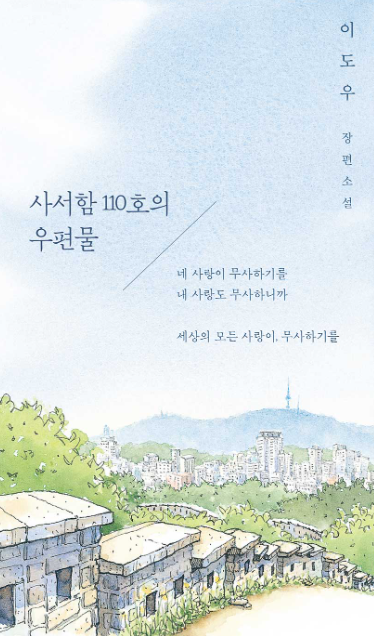 이도우
장편소설
사서함 110호의
우편물
네 사랑이 무사하기를
내 사랑도 무사하니까
세상의 모든 사랑이, 무사하기를